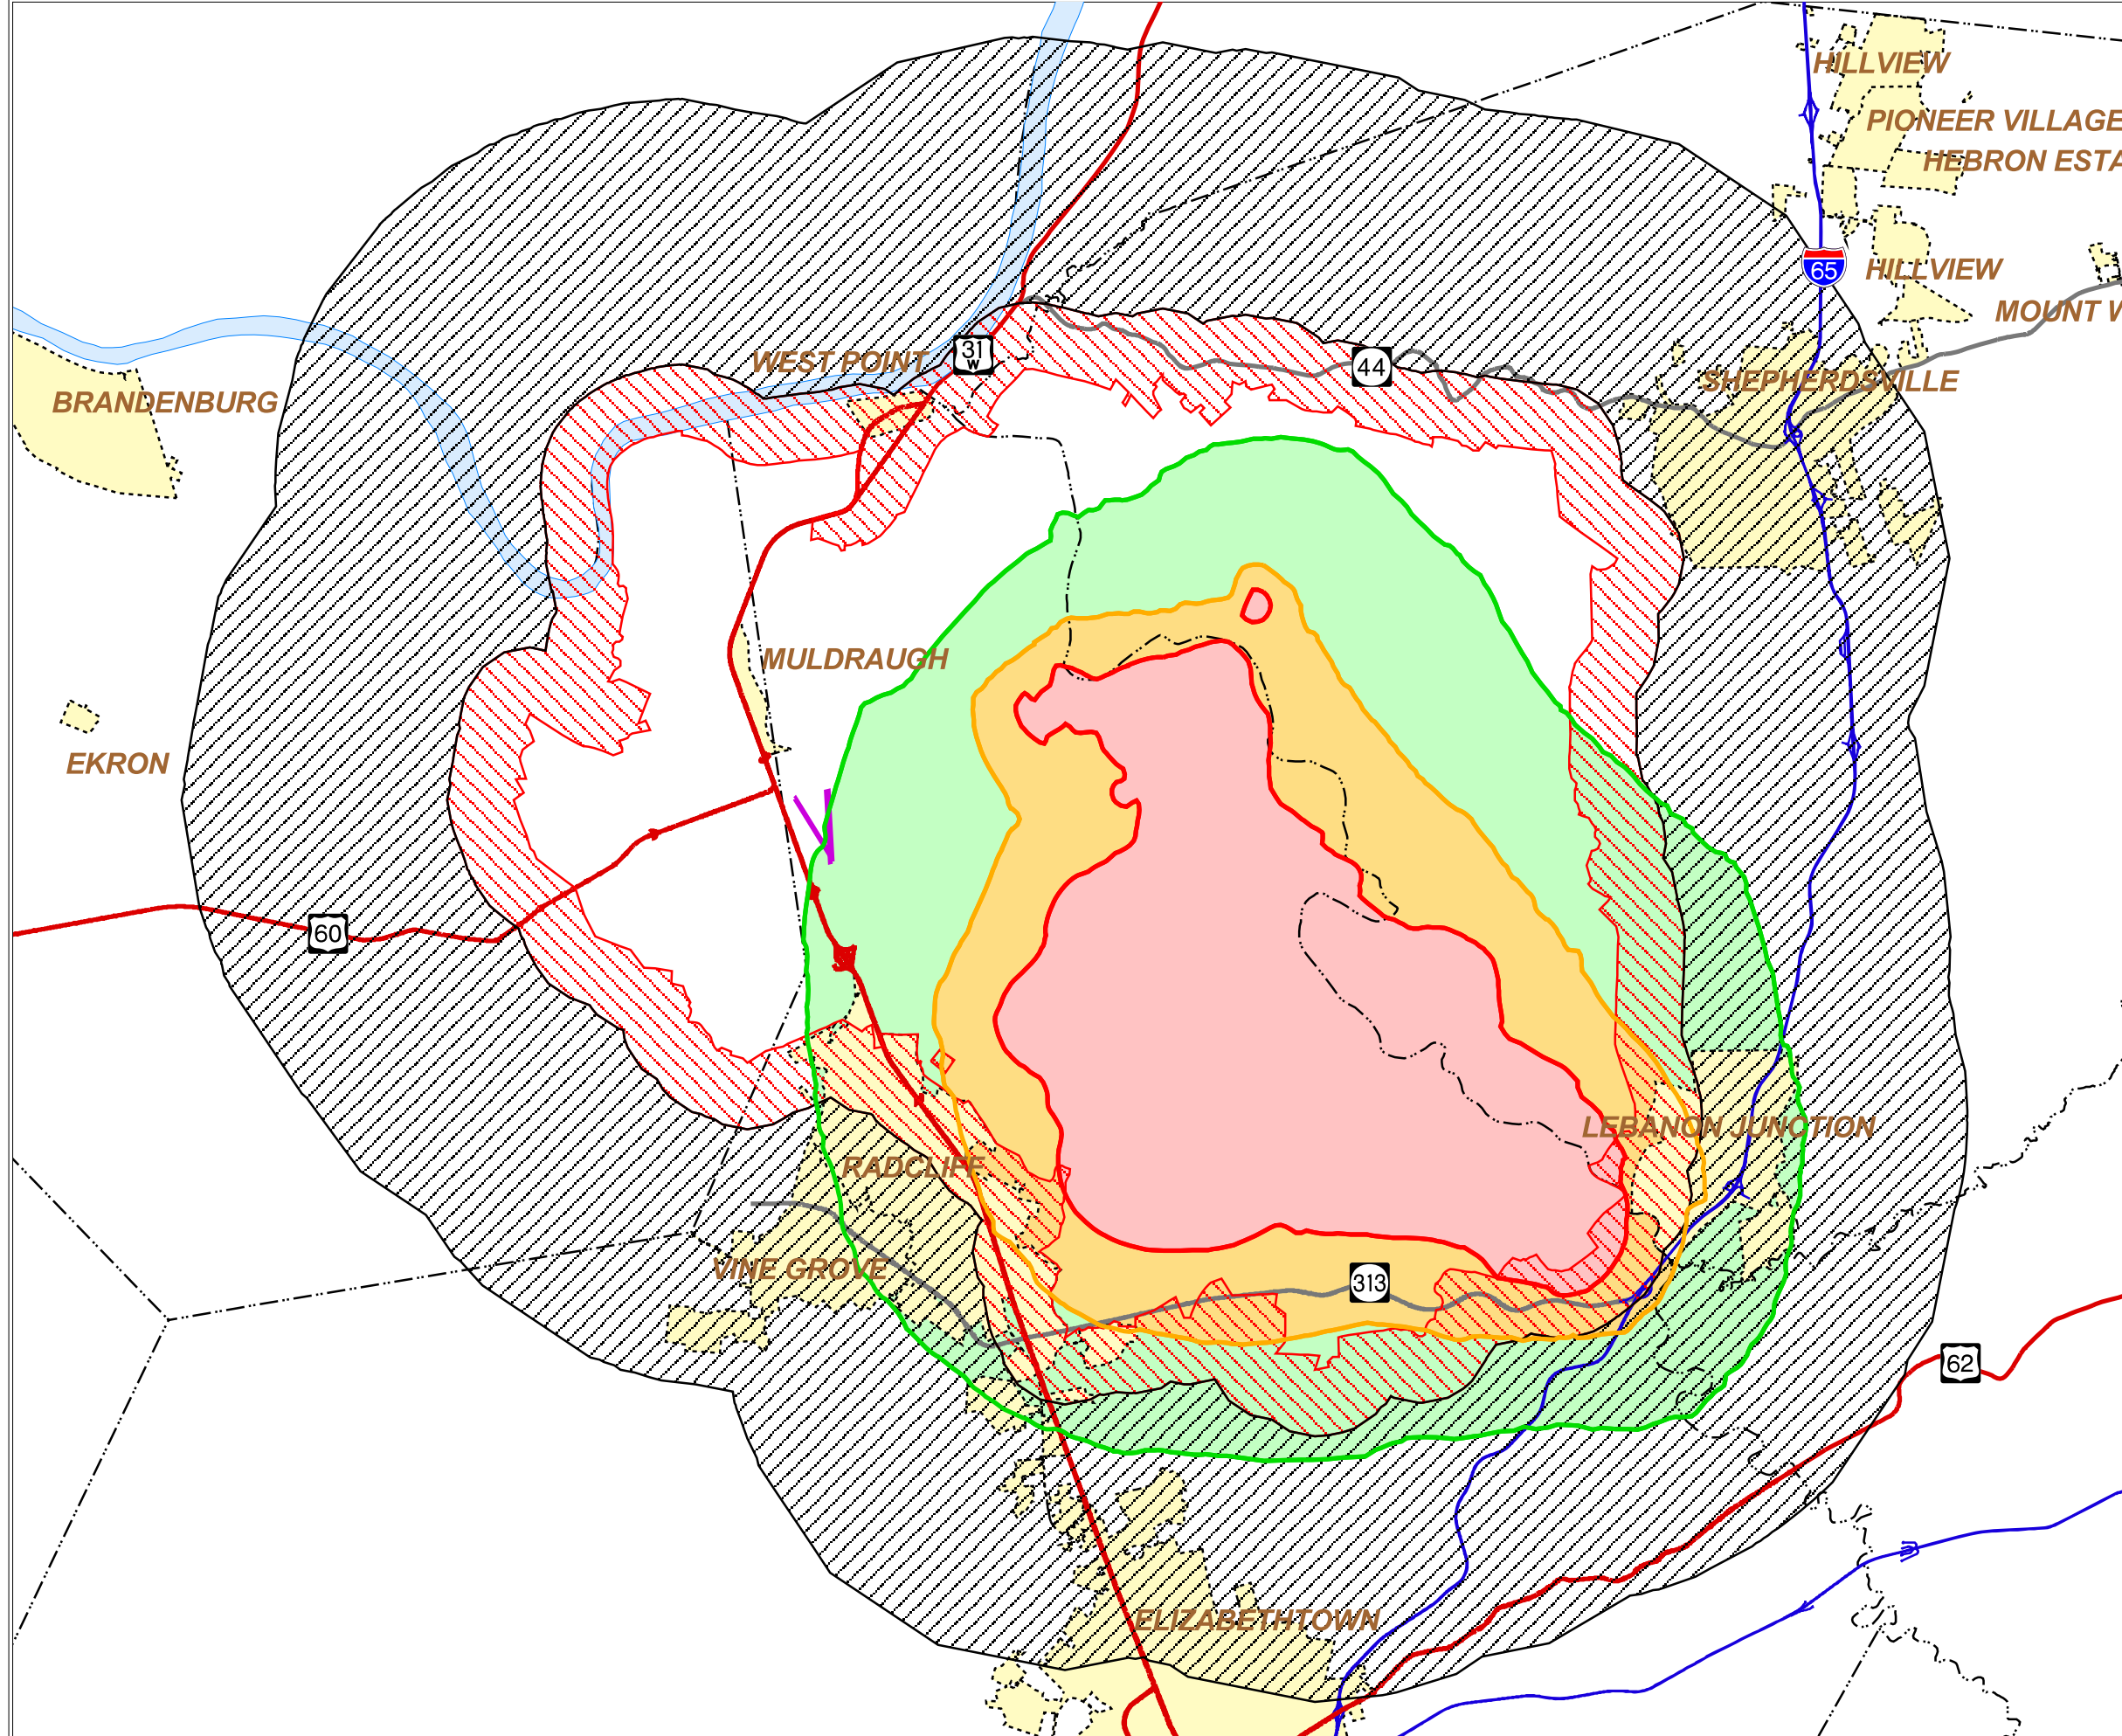 HILLVIEW
PIONEER VILLAGE
HEBRON ESTA
65
HILLVIEW
MOUNT W
31
W
WEST POINT
44
SHEPHERDSVILLE
BRANDENBURG
MULDRAUGH
EKRON
60
LEBANON JUNCTION
RADCLIFF
VINE GROVE
313
62
ELIZABETHTOWN